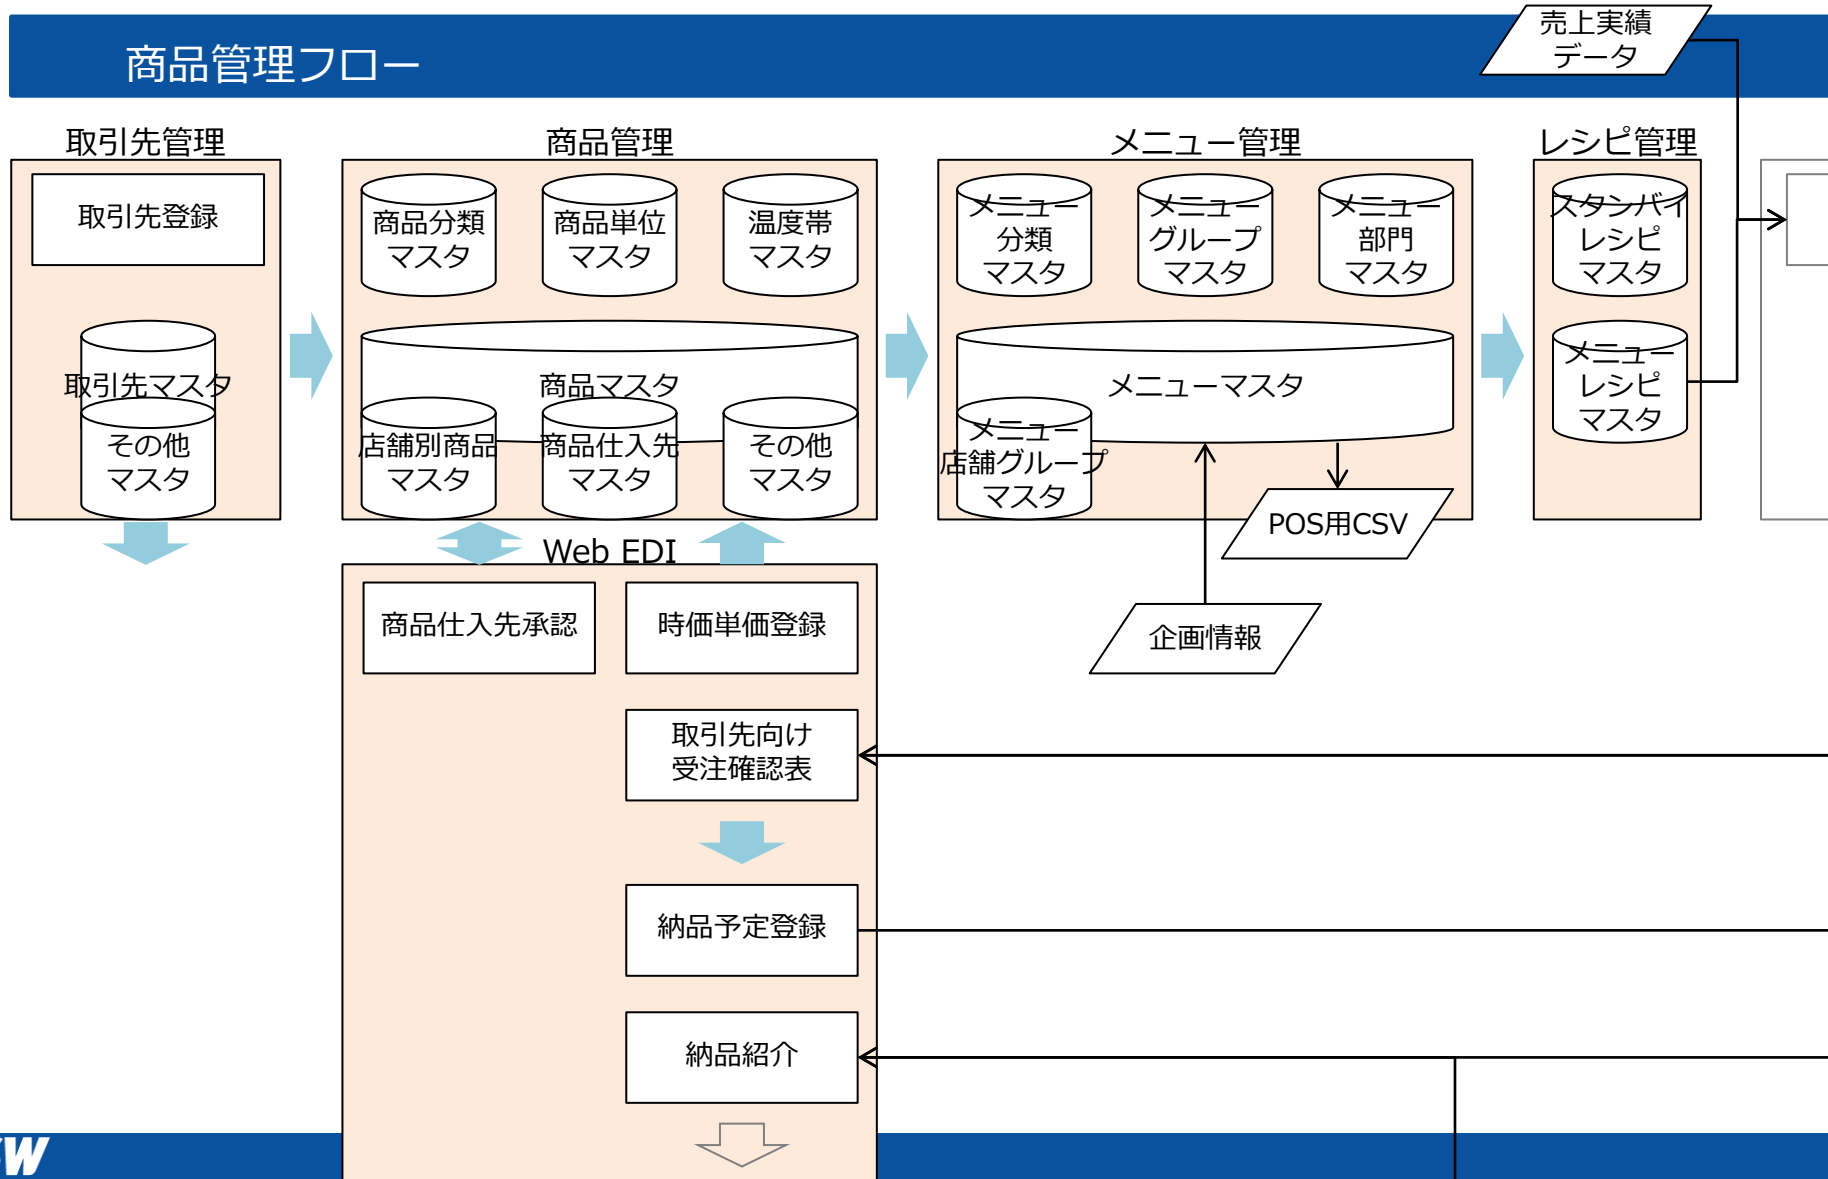 売上実績
データ
商品管理フロー
取引先管理
商品管理
メニュー管理
レシピ管理
取引先登録
取引先マスタ
その他
マスタ
商品分類
マスタ
商品単位
マスタ
温度帯
マスタ
商品マスタ
店舗別商品
マスタ
商品仕入先
マスタ
その他
マスタ
メニュー
分類
マスタ
メニュー
グループ
マスタ
メニュー
部門
マスタ
メニューマスタ
メニュー
店舗グループ
マスタ
スタンバイ
レシピ
マスタ
メニュー
レシピ
マスタ
POS用CSV
企画情報
Web EDI
商品仕入先承認
時価単価登録
取引先向け
受注確認表
納品予定登録
納品紹介